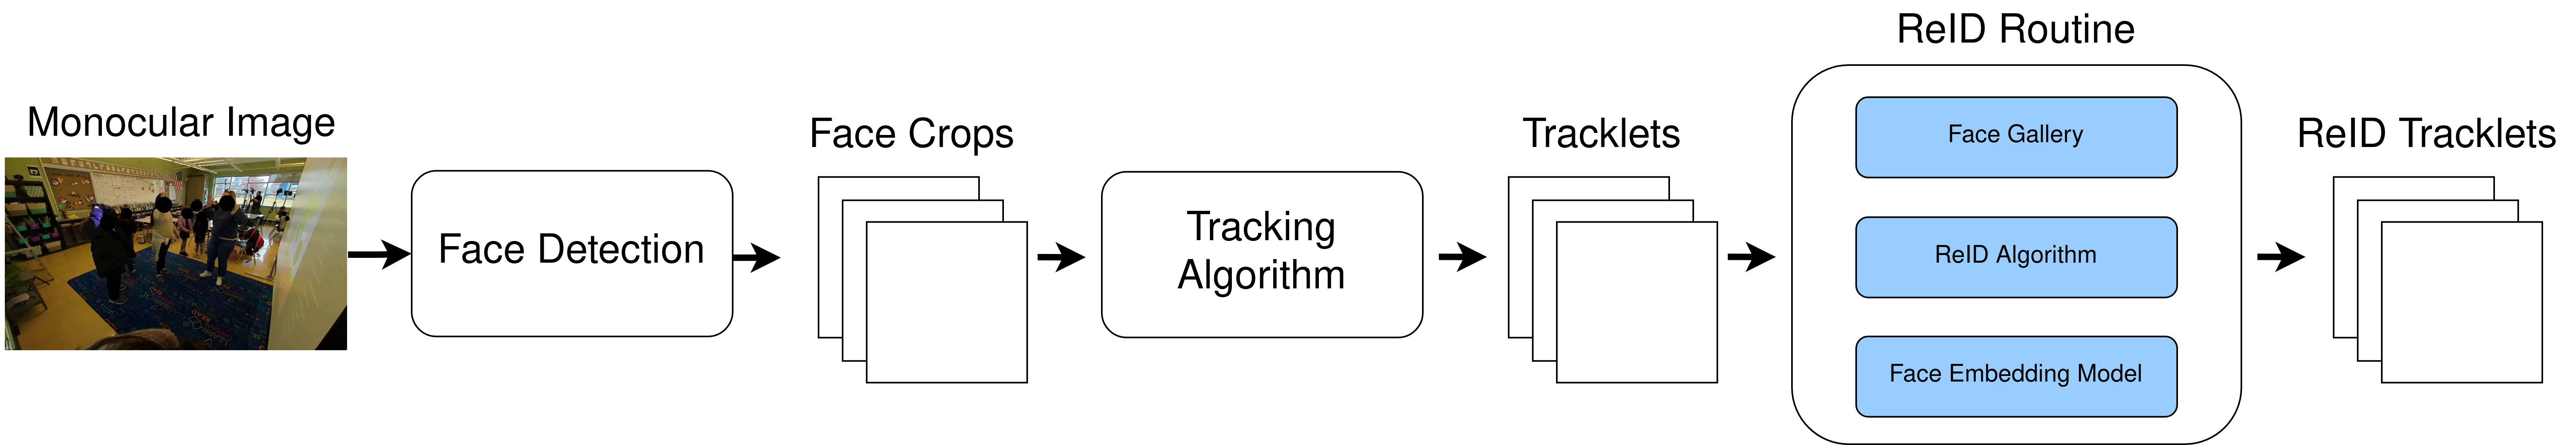 Monocular Image
Face Detection
Face Crops
Tracking
Algorithm
Tracklets
ReID Routine
Face Gallery
ReID Algorithm
Face Embedding Model
ReID Tracklets